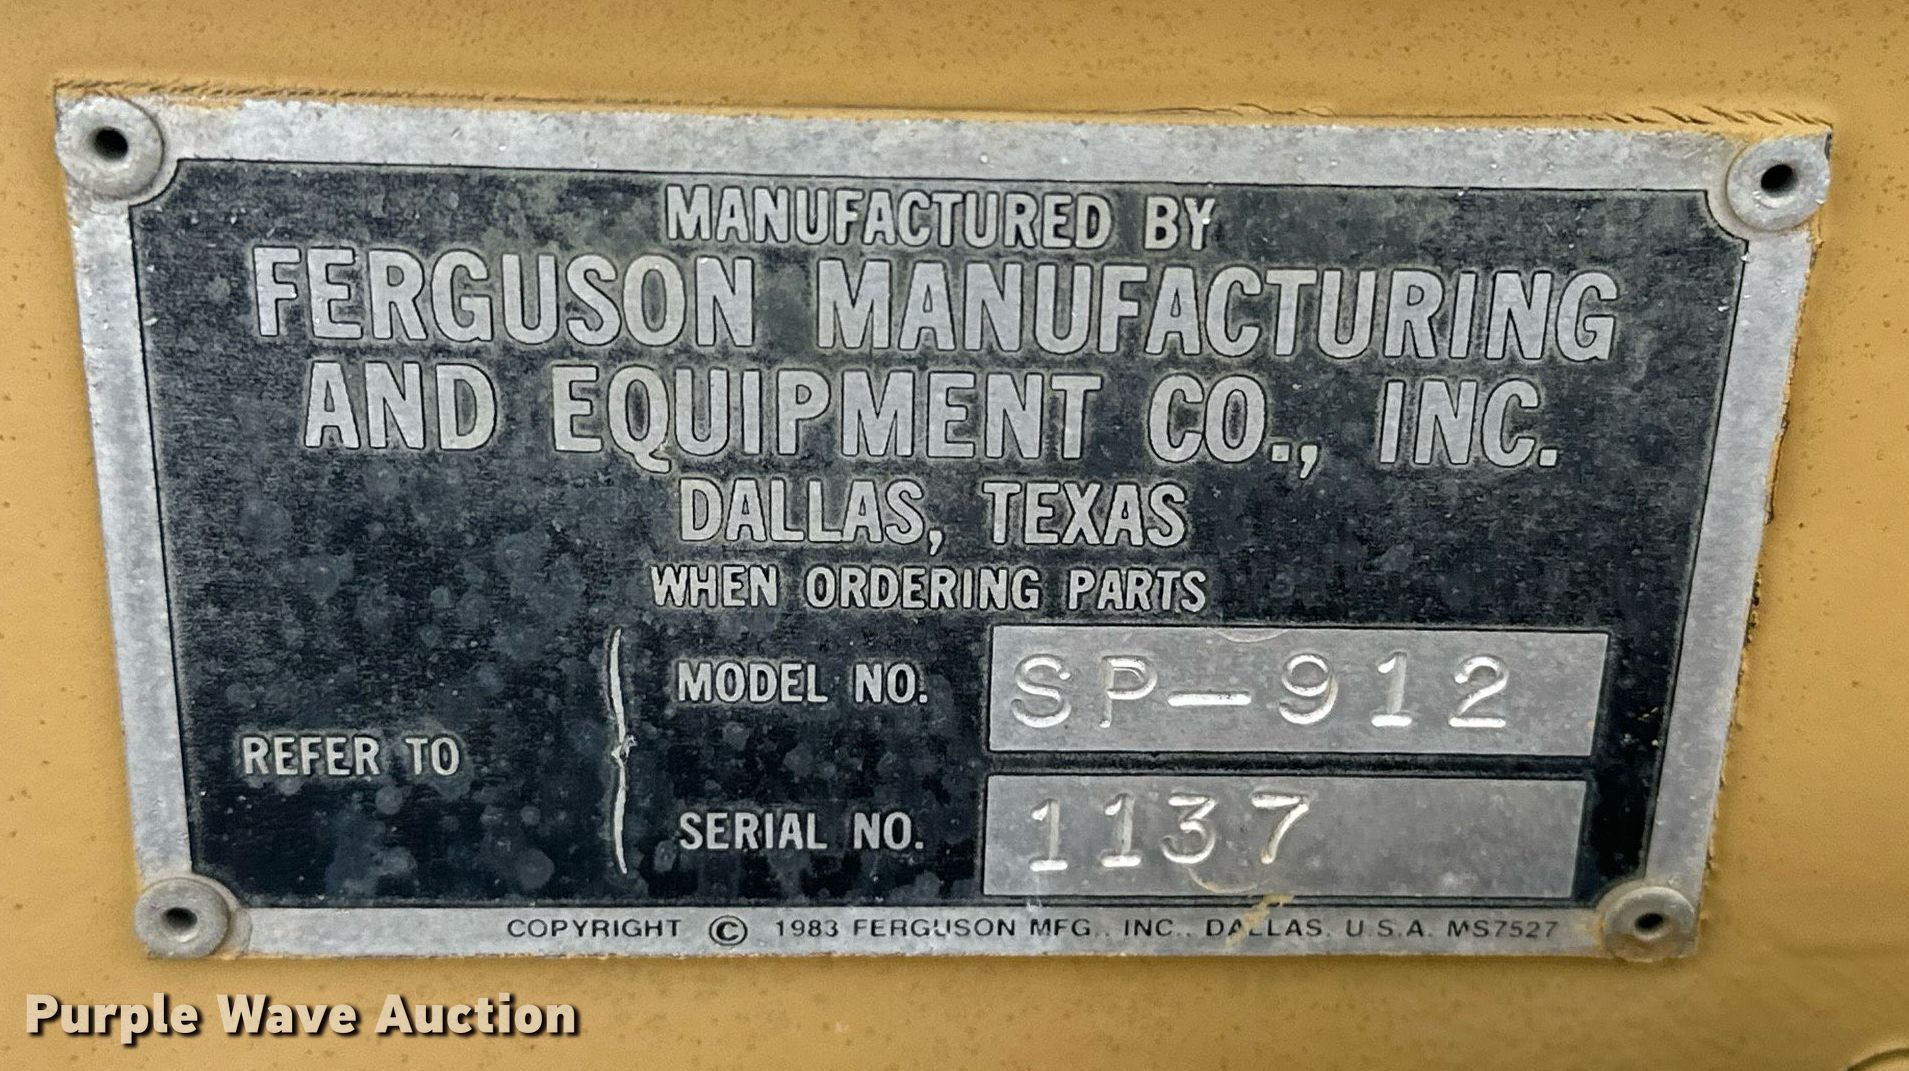 MANUFACTURED BY
FERGUSON MANUFACTURING
AND EQUIPMENT CO., INC.
DALLAS, TEXAS
WHEN ORDERING PARTS
REFER TO
MODEL NO. SP-912
SERIAL NO. 1137
COPYRIGHT © 1983 FERGUSON MFG., INC., DALLAS, U.S.A. MS7527
Purple Wave Auction